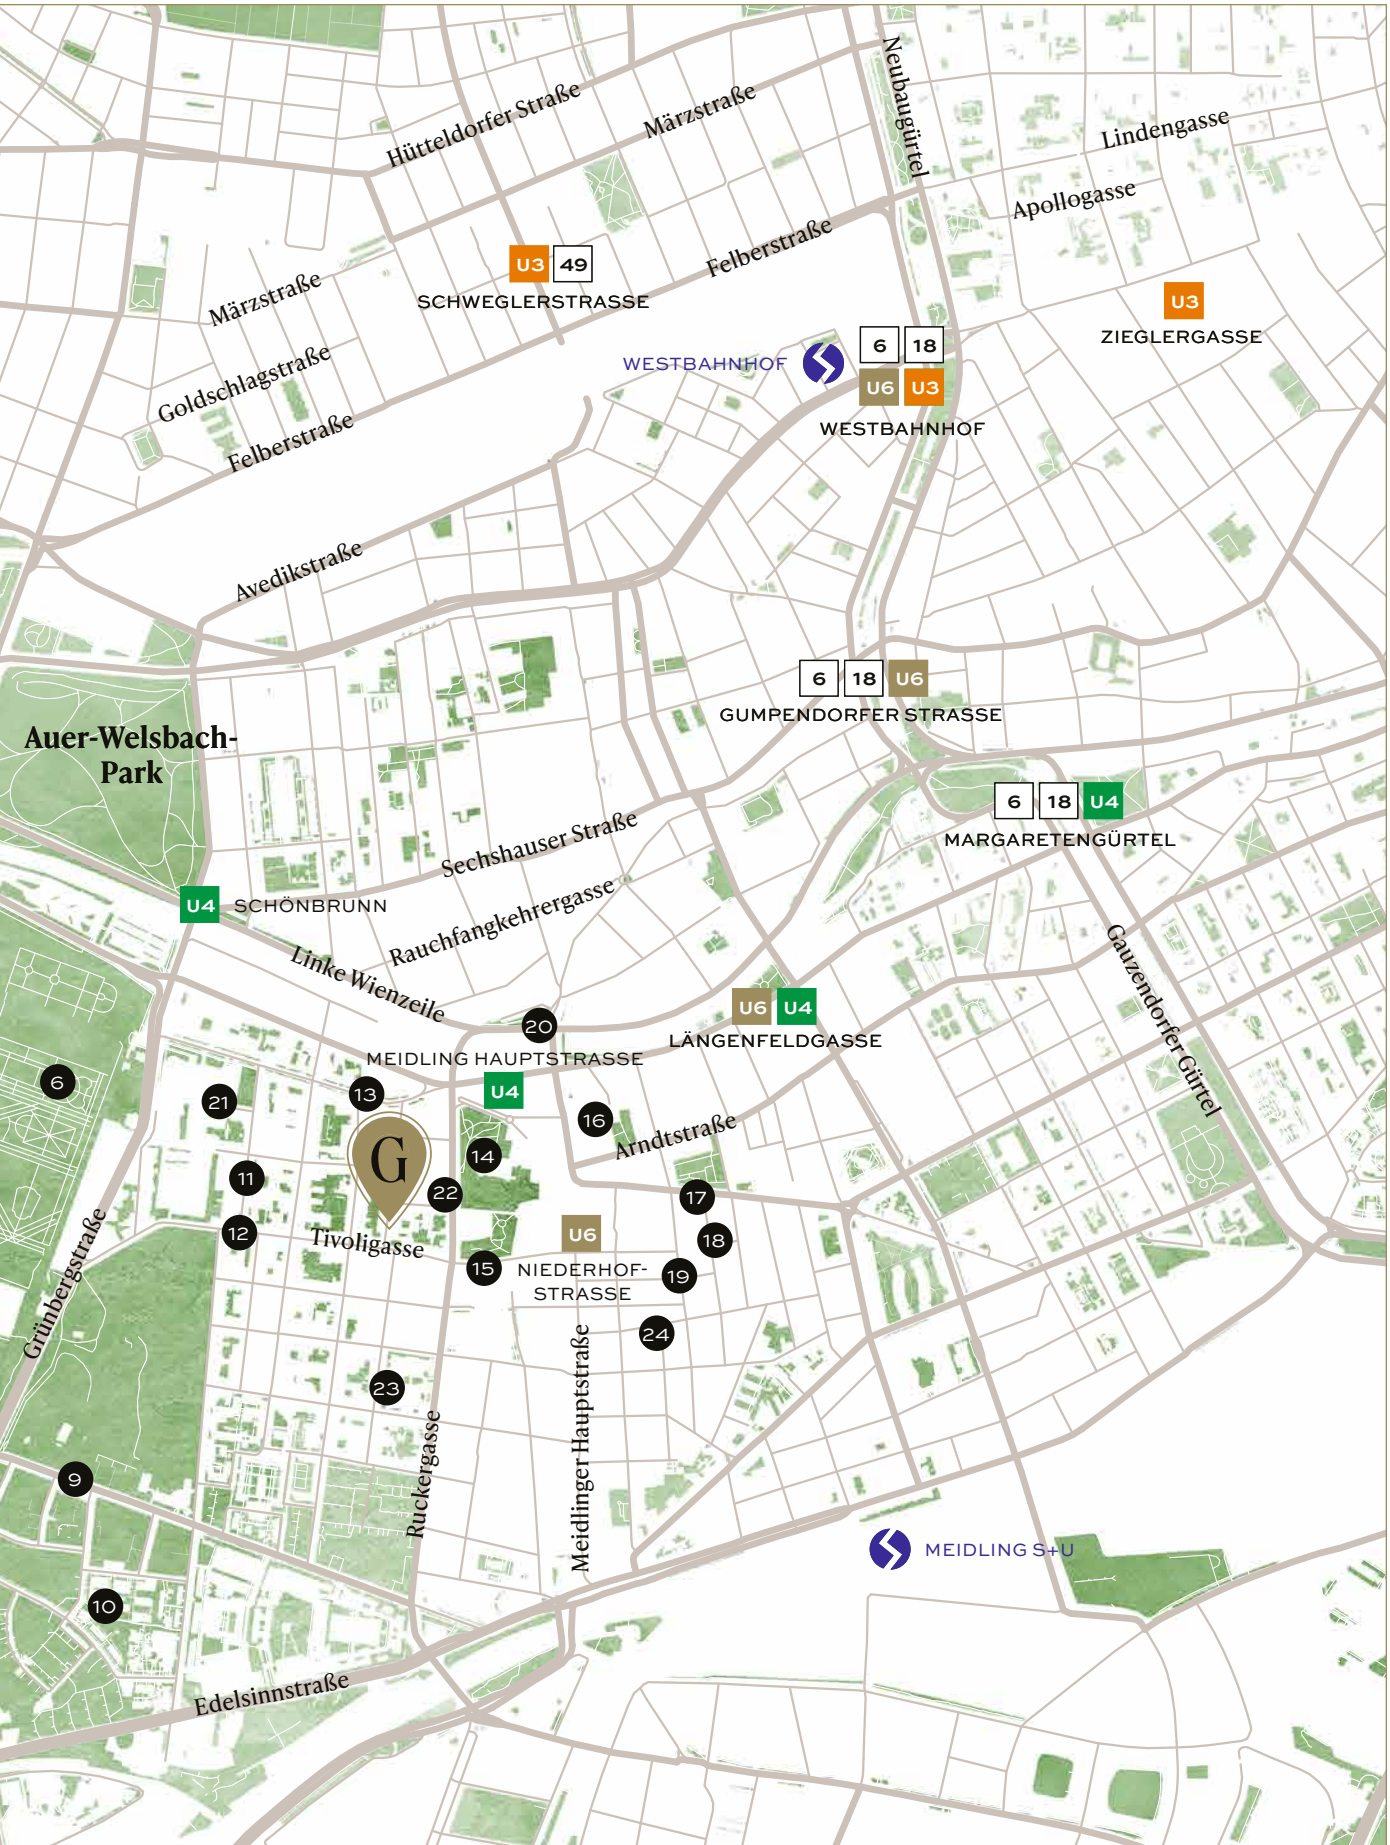 Neubaugürtel
Hütteldorfer Straße
Märzstraße
Lindengasse
Apollogasse
Felberstraße
U3 49
SCHWEGLERSTRASSE
Märzstraße
U3
ZIEGLERGASSE
6 18
WESTBAHNHOF
U6 U3
WESTBAHNHOF
Goldschlagstraße
Felberstraße
Avedikstraße
6 18 U6
GUMPENDORFER STRASSE
Auer-Welsbach-
Park
6 18 U4
MARGARETENGÜRTEL
Sechshauser Straße
Rauchfangkehrergasse
U4 SCHÖNBRUNN
Linke Wienzeile
Gauzendorfer Gürtel
U6 U4
LÄNGENFELDGASSE
20
MEIDLING HAUPTSTRASSE
U4
6
21
13
16
Arndtstraße
G
14
11
22
17
12
Tivoligasse
U6
18
15
NIEDERHOF-
STRASSE
19
Grünbergstraße
24
23
Meidlinger Hauptstraße
Ruckergasse
9
MEIDLING S+U
10
Edelsinnstraße